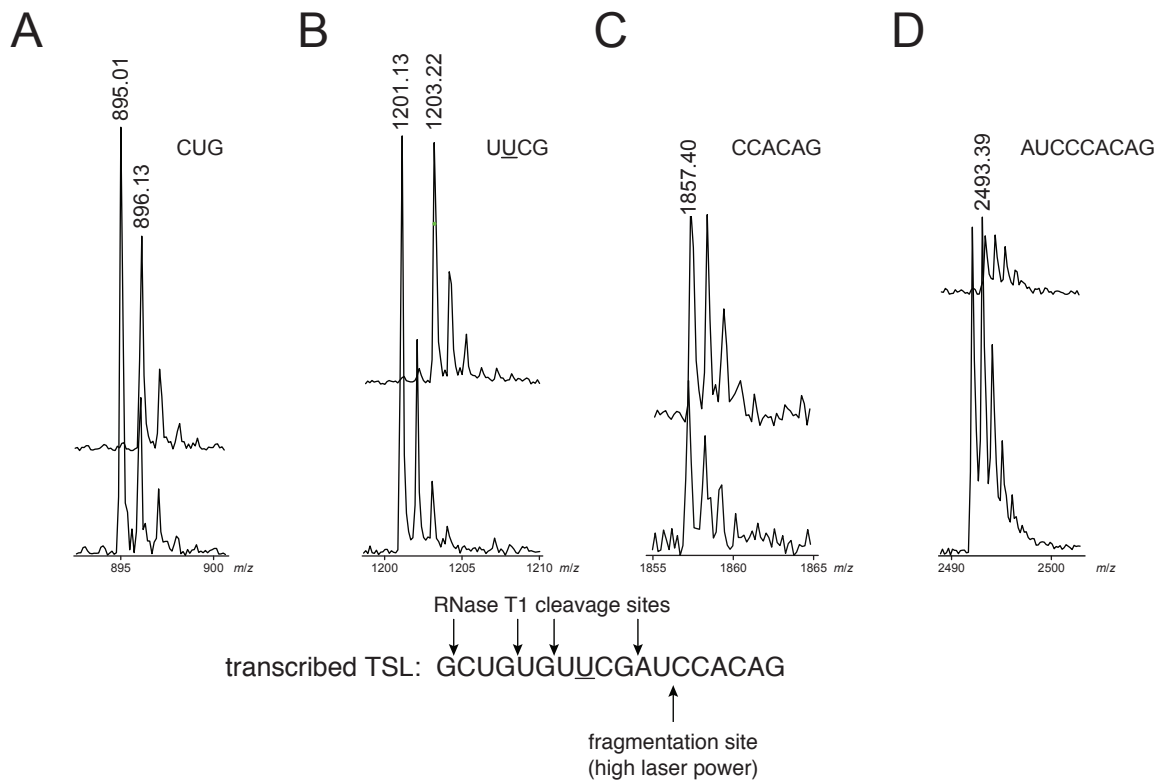 A
B
C
D
895.01
896.13
CUG
1201.13
1203.22
UUCG
1857.40
CCACAG
2493.39
AUCCCACAG
895
900
m/z
1200
1205
1210
m/z
1855
1860
1865
m/z
2490
2500
m/z
RNase T1 cleavage sites
transcribed TSL: GCUGUGUUCGAUCCACAG
fragmentation site
(high laser power)